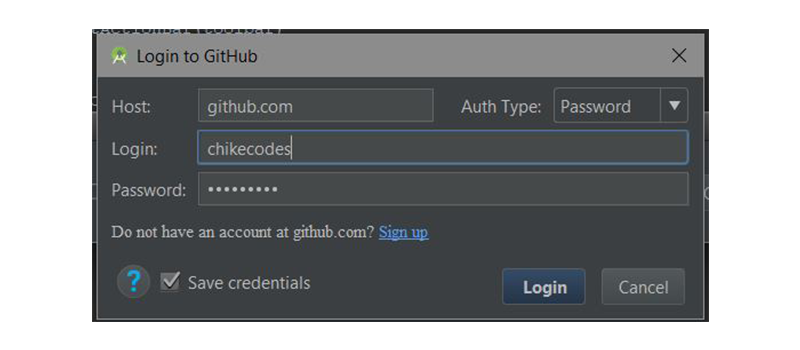 Login to GitHub
Host: github.com Auth Type: Password
Login: chikecodes
Password: •••••••••
Do not have an account at github.com? Sign up
? Save credentials Login Cancel